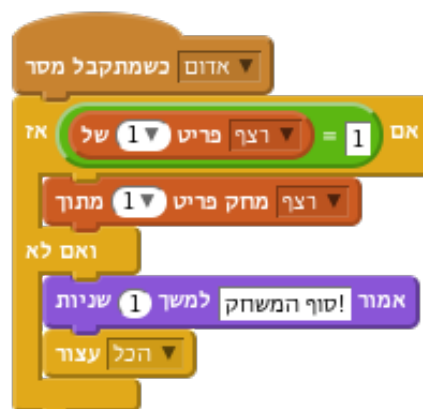 אדום כשמתקבל מסר
אם 1 = רצף פריט 1 של אז
רצף מחק פריט 1 מתוך
ואם לא
אמור !סוף המשחק למשך 1 שניות
הכל עצור